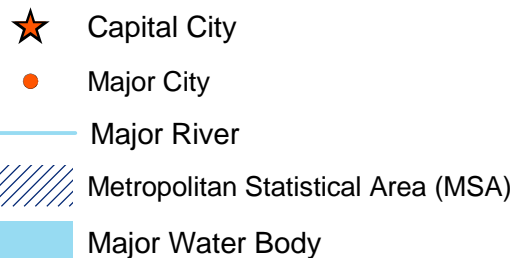 Capital City
Major City
Major River
Metropolitan Statistical Area (MSA)
Major Water Body